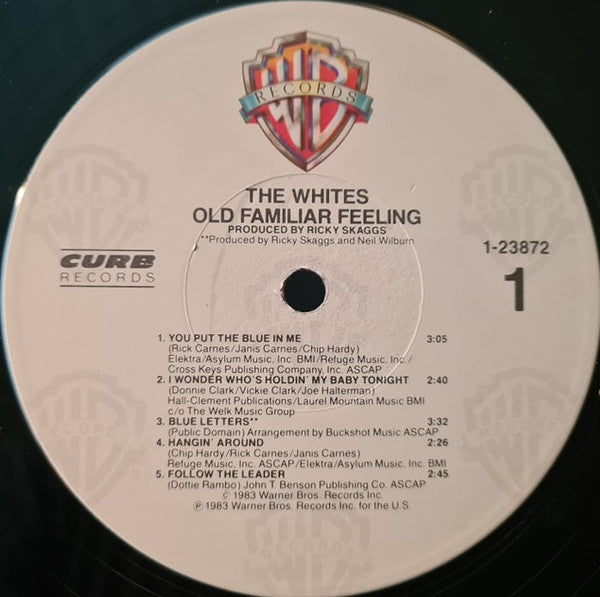 WB
RECORDS
THE WHITES
OLD FAMILIAR FEELING
PRODUCED BY RICKY SKAGGS
**Produced by Ricky Skaggs and Neil Wilburn
CURB
RECORDS
1-23872
1
1. YOU PUT THE BLUE IN ME 3:05
(Rick Carnes/Janis Carnes/Chip Hardy)
Elektra/Asylum Music, Inc. BMI/Refuge Music, Inc./
Cross Keys Publishing Company, Inc. ASCAP
2. I WONDER WHO'S HOLDIN' MY BABY TONIGHT 2:40
(Donnie Clark/Vickie Clark/Joe Halterman)
Hall-Clement Publications/Laurel Mountain Music BMI
c/o The Welk Music Group
3. BLUE LETTERS** 3:32
(Public Domain) Arrangement by Buckshot Music ASCAP
4. HANGIN' AROUND 2:26
(Chip Hardy/Rick Carnes/Janis Carnes)
Refuge Music, Inc. ASCAP/Elektra/Asylum Music, Inc. BMI
5. FOLLOW THE LEADER 2:45
(Dottie Rambo) John T. Benson Publishing Co. ASCAP
© 1983 Warner Bros. Records Inc.
℗ 1983 Warner Bros. Records Inc. for the U.S.